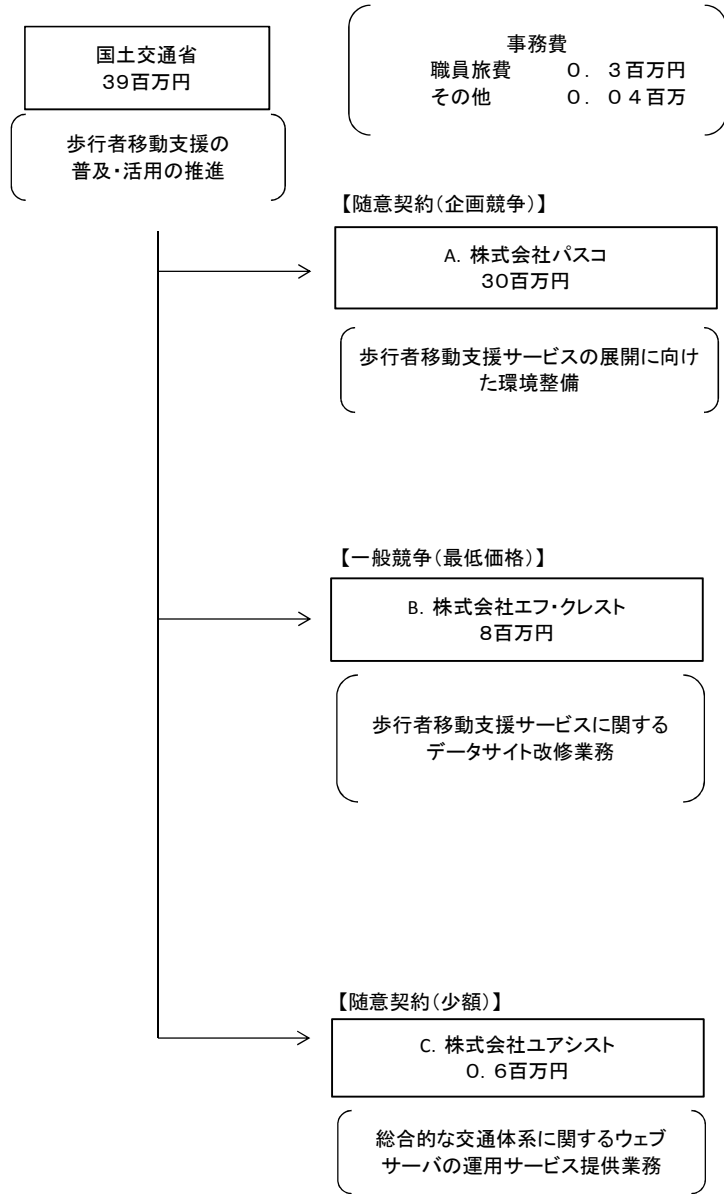 国土交通省
39百万円
歩行者移動支援の
普及・活用の推進
事務費
職員旅費 0．3百万円
その他 0．04百万
【随意契約(企画競争)】
A. 株式会社パスコ
30百万円
歩行者移動支援サービスの展開に向け
た環境整備
【一般競争(最低価格)】
B. 株式会社エフ・クレスト
8百万円
歩行者移動支援サービスに関する
データサイト改修業務
【随意契約(少額)】
C. 株式会社ユアシスト
0．6百万円
総合的な交通体系に関するウェブ
サーバの運用サービス提供業務